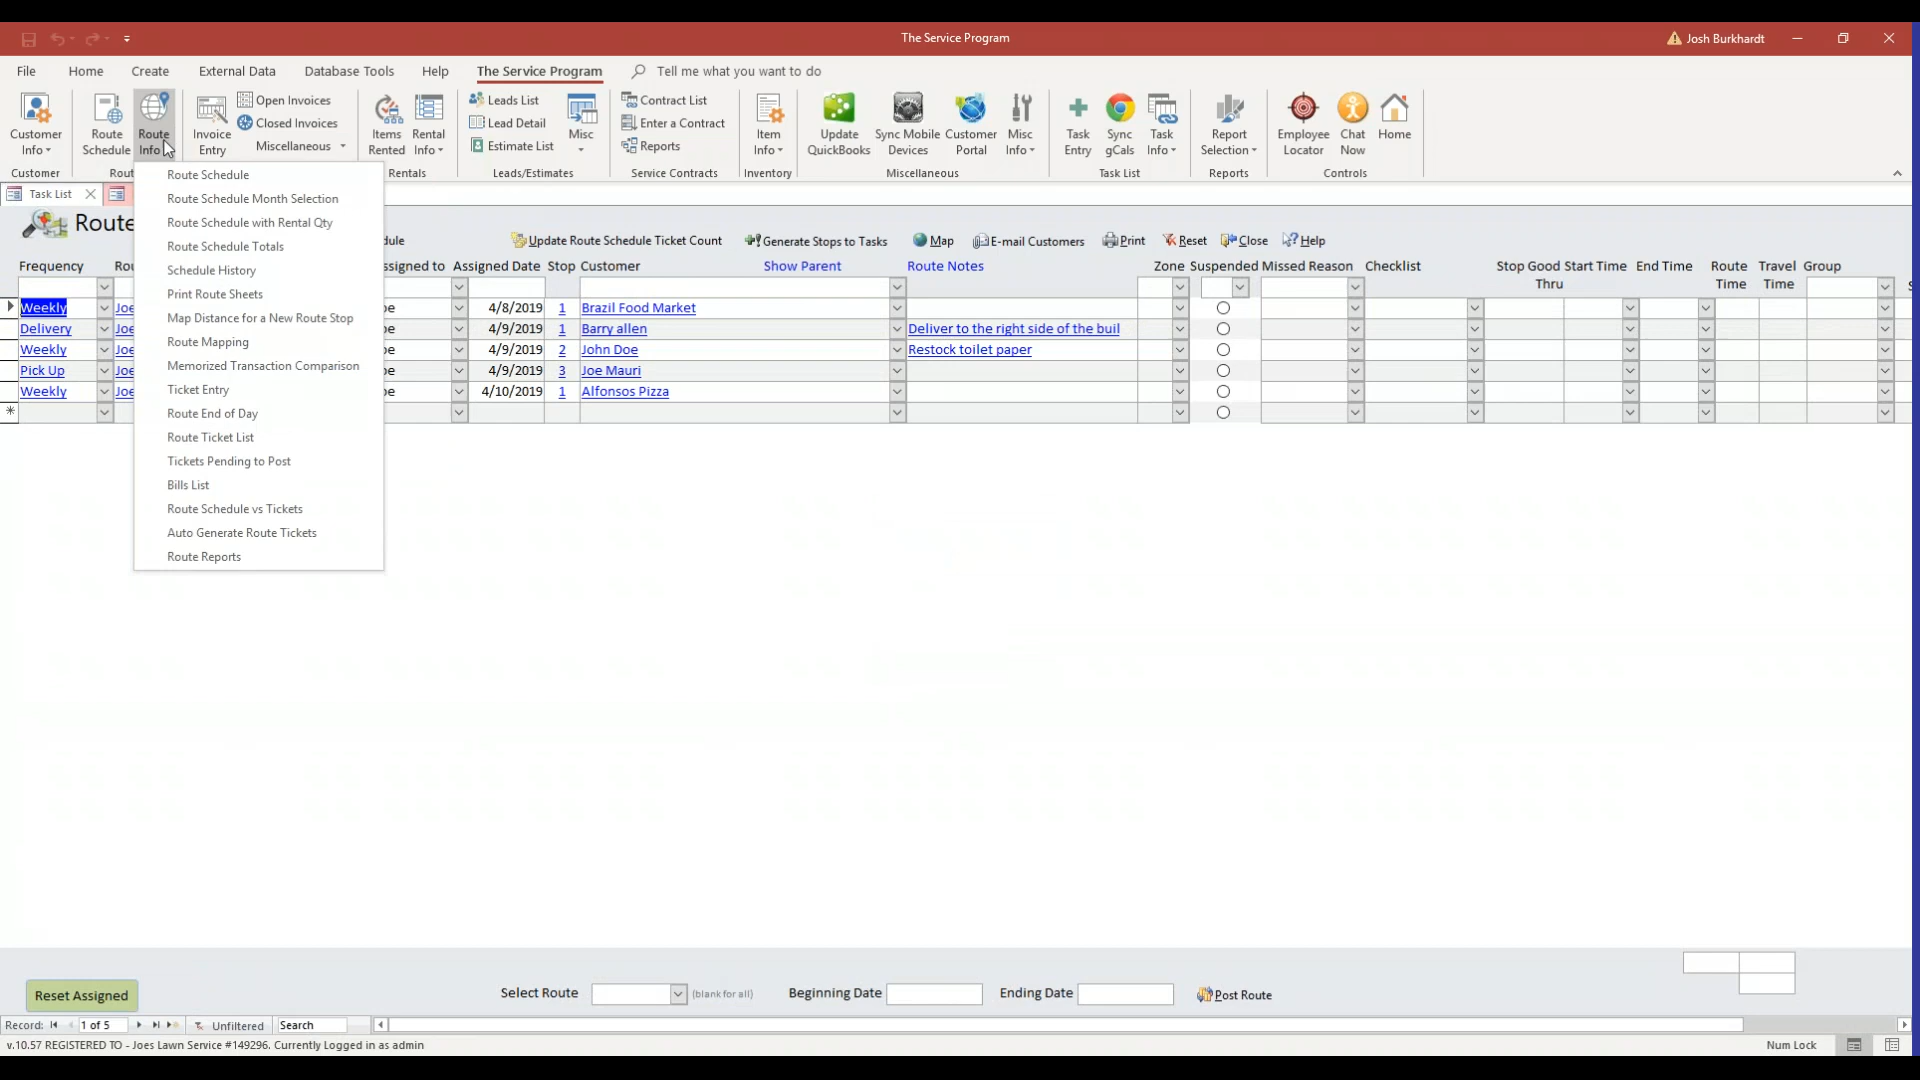 The Service Program
Josh Burkhardt
File Home Create External Data Database Tools Help The Service Program Tell me what you want to do
Customer Info
Customer
Route Schedule
Route Info
Rout
Invoice Entry
Open Invoices
Closed Invoices
Miscellaneous
Items Rented
Rental Info
Rentals
Leads List
Lead Detail
Estimate List
Misc
Leads/Estimates
Contract List
Enter a Contract
Reports
Service Contracts
Item Info
Inventory
Update QuickBooks
Sync Mobile Devices
Customer Portal
Misc Info
Miscellaneous
Task Entry
Sync gCals
Task Info
Task List
Report Selection
Reports
Employee Locator
Chat Now
Home
Controls
Task List
Route Schedule
Route Schedule Month Selection
Route Schedule with Rental Qty
Route Schedule Totals
Schedule History
Print Route Sheets
Map Distance for a New Route Stop
Route Mapping
Memorized Transaction Comparison
Ticket Entry
Route End of Day
Route Ticket List
Tickets Pending to Post
Bills List
Route Schedule vs Tickets
Auto Generate Route Tickets
Route Reports
Route
dule Update Route Schedule Ticket Count Generate Stops to Tasks Map E-mail Customers Print Reset Close Help
Frequency Rou ssigned to Assigned Date Stop Customer Show Parent Route Notes Zone Suspended Missed Reason Checklist Stop Good Thru Start Time End Time Route Time Travel Time Group S
Weekly Joe oe 4/8/2019 1 Brazil Food Market
Delivery Joe oe 4/9/2019 1 Barry allen Deliver to the right side of the buil
Weekly Joe oe 4/9/2019 2 John Doe Restock toilet paper
Pick Up Joe oe 4/9/2019 3 Joe Mauri
Weekly Joe oe 4/10/2019 1 Alfonsos Pizza
Reset Assigned Select Route (blank for all) Beginning Date Ending Date Post Route
Record: 1 of 5 Unfiltered Search
v.10.57 REGISTERED TO - Joes Lawn Service #149296. Currently Logged in as admin Num Lock